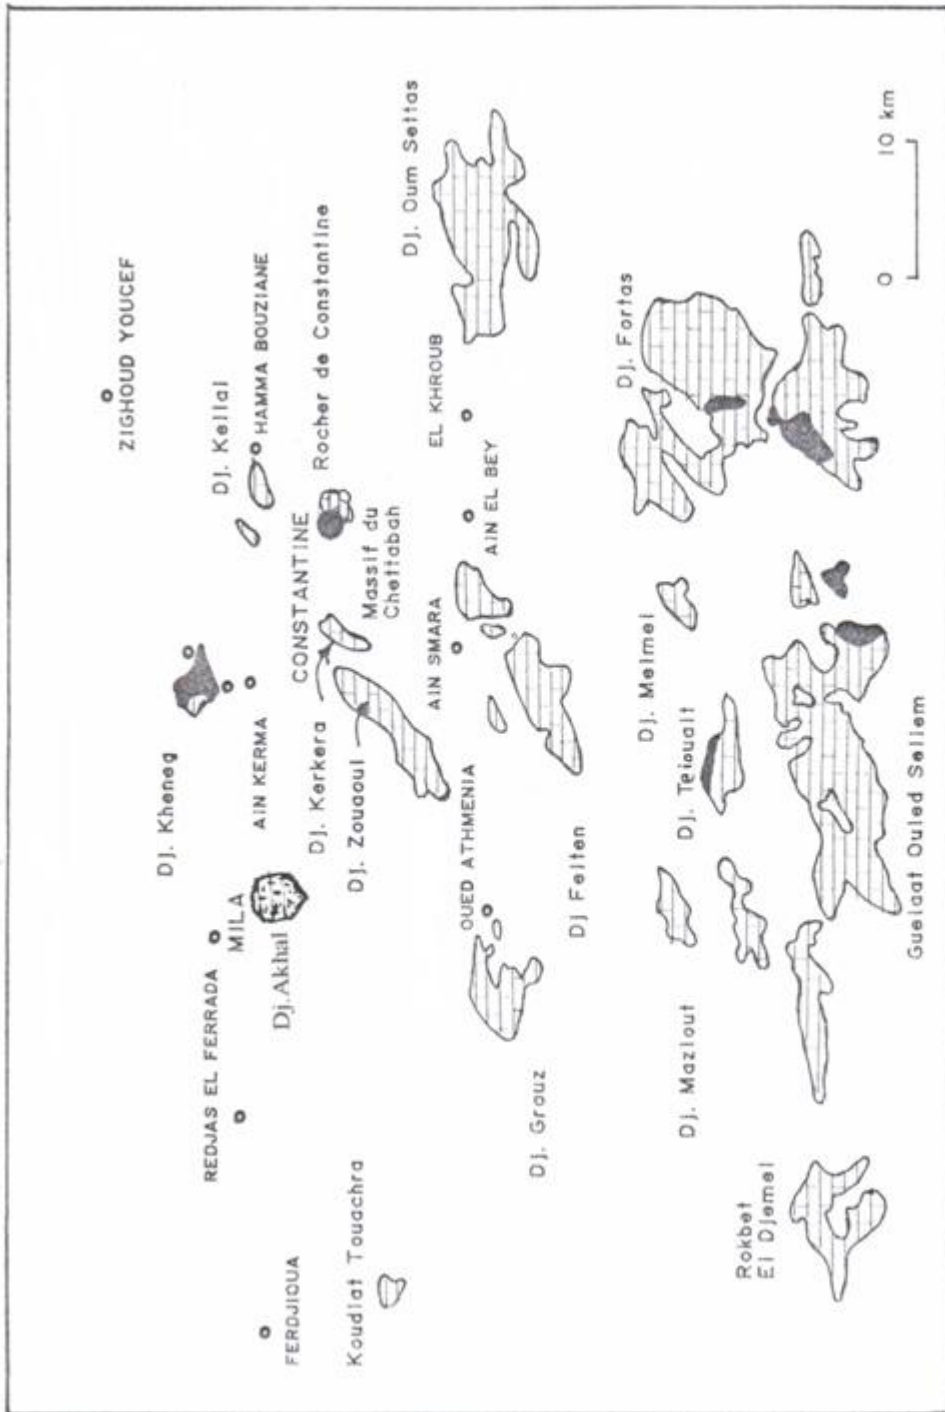 ZIGHOUD YOUCEF
Dj. Kheneg
Dj. Kellal
REDJAS EL FERRADA
MILA
AIN KERMA
HAMMA BOUZIANE
Dj.Akhal
FERDJIOUA
CONSTANTINE
Rocher de Constantine
Dj. Kerkera
Koudiat Touachra
Dj. Zouaoui
Massif du
Chettabah
Dj. Oum Settas
AIN SMARA
EL KHROUB
OUED ATHMENIA
AIN EL BEY
Dj. Grouz
Dj Felten
Dj. Fortas
Dj. Meimel
Dj. Mazlout
Dj. Teioualt
Rokbet
El Djemel
Guelaat Ouled Sellem
0 10 km